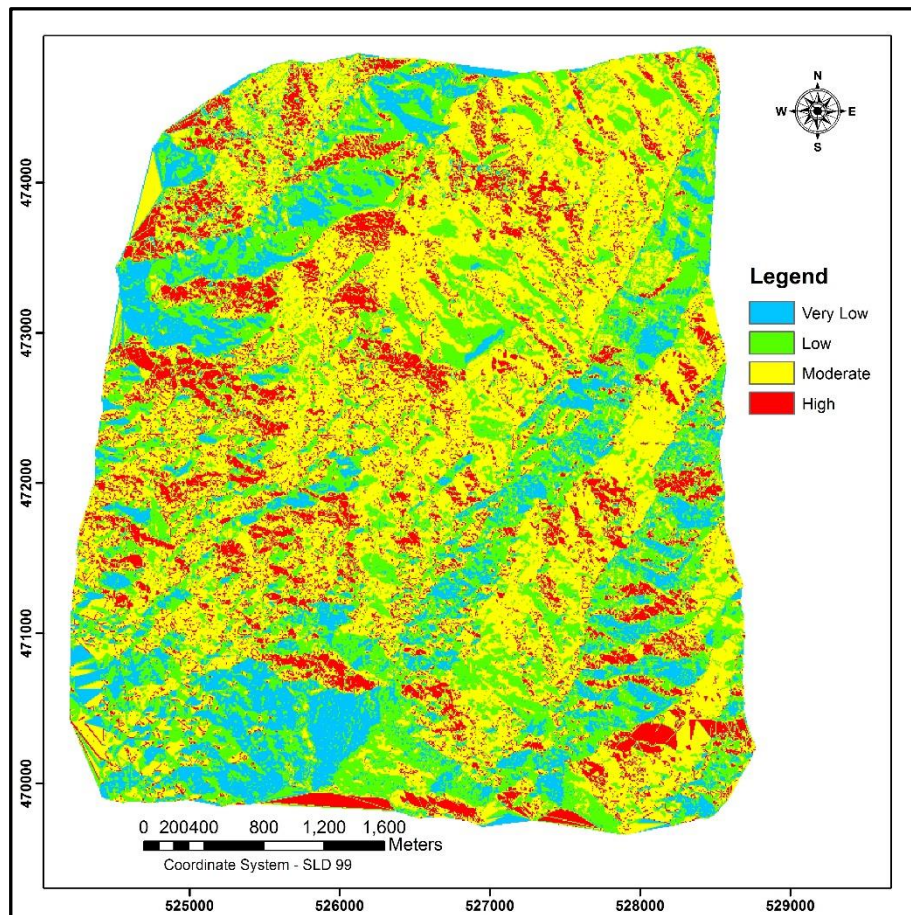 N
W E
S
474000
473000
472000
471000
470000
Legend
Very Low
Low
Moderate
High
0 200400 800 1,200 1,600
Meters
Coordinate System - SLD 99
525000 526000 527000 528000 529000